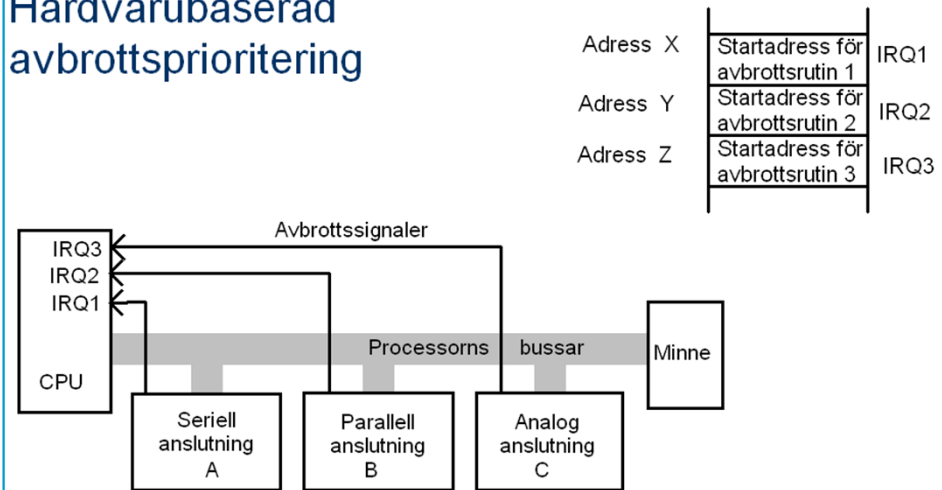 Hårdvarubaserad
avbrottsprioritering
Adress X
Startadress för
avbrottsrutin 1
IRQ1
Adress Y
Startadress för
avbrottsrutin 2
IRQ2
Adress Z
Startadress för
avbrottsrutin 3
IRQ3
Avbrottssignaler
IRQ3
IRQ2
IRQ1
CPU
Processorns bussar
Minne
Seriell
anslutning
A
Parallell
anslutning
B
Analog
anslutning
C